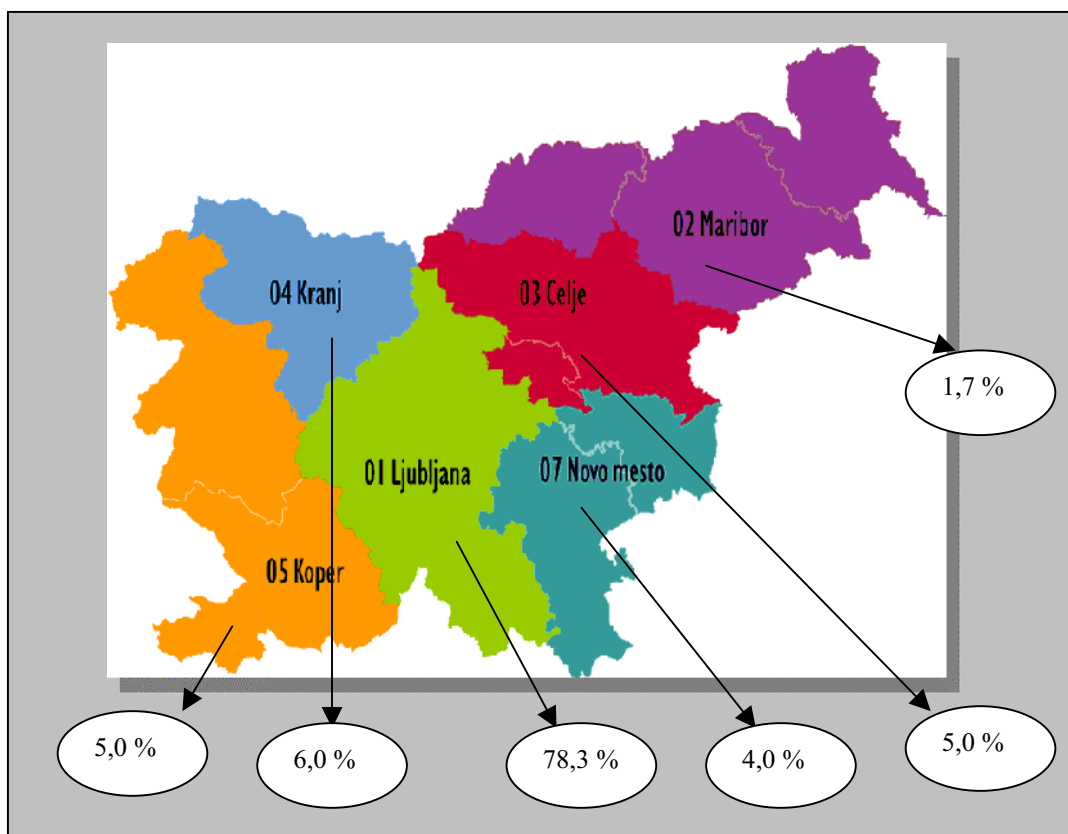 02 Maribor
04 Kranj
03 Celje
1,7 %
01 Ljubljana
07 Novo mesto
05 Koper
5,0 %
6,0 %
78,3 %
4,0 %
5,0 %